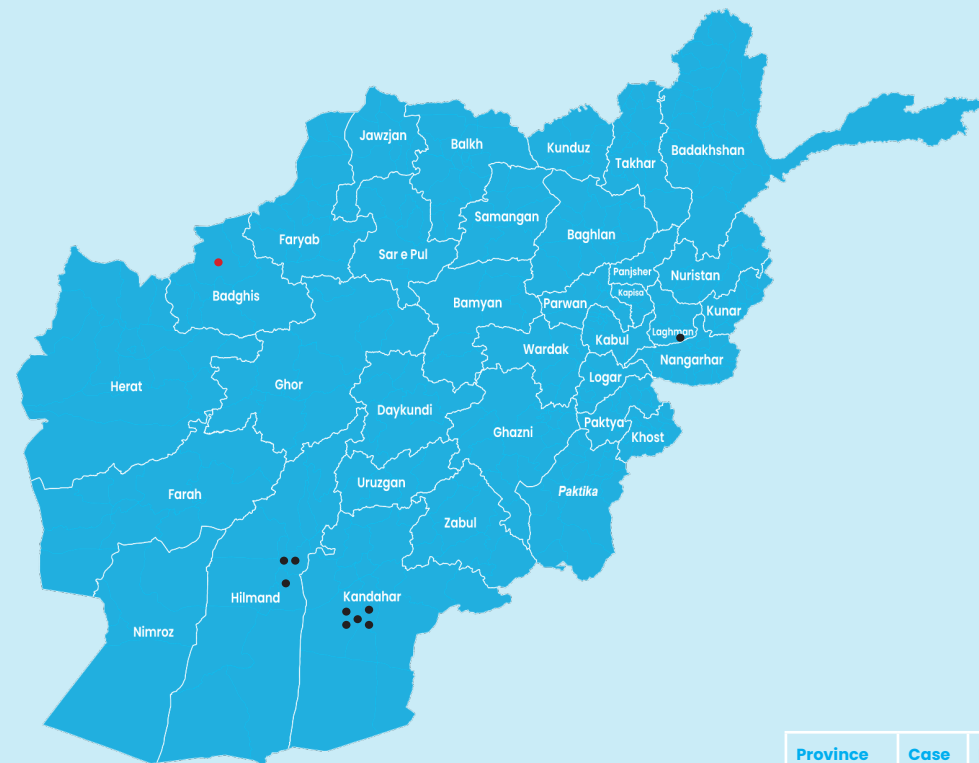 Jawzjan
Balkh
Kunduz
Takhar
Badakhshan
Samangan
Faryab
Baghlan
Sar e Pul
Panjsher
Nuristan
Badghis
Kapisa
Bamyan
Parwan
Kunar
Laghman
Kabul
Wardak
Nangarhar
Herat
Ghor
Logar
Daykundi
Paktya
Ghazni
Khost
Uruzgan
Farah
Paktika
Zabul
Hilmand
Kandahar
Nimroz
Province Case